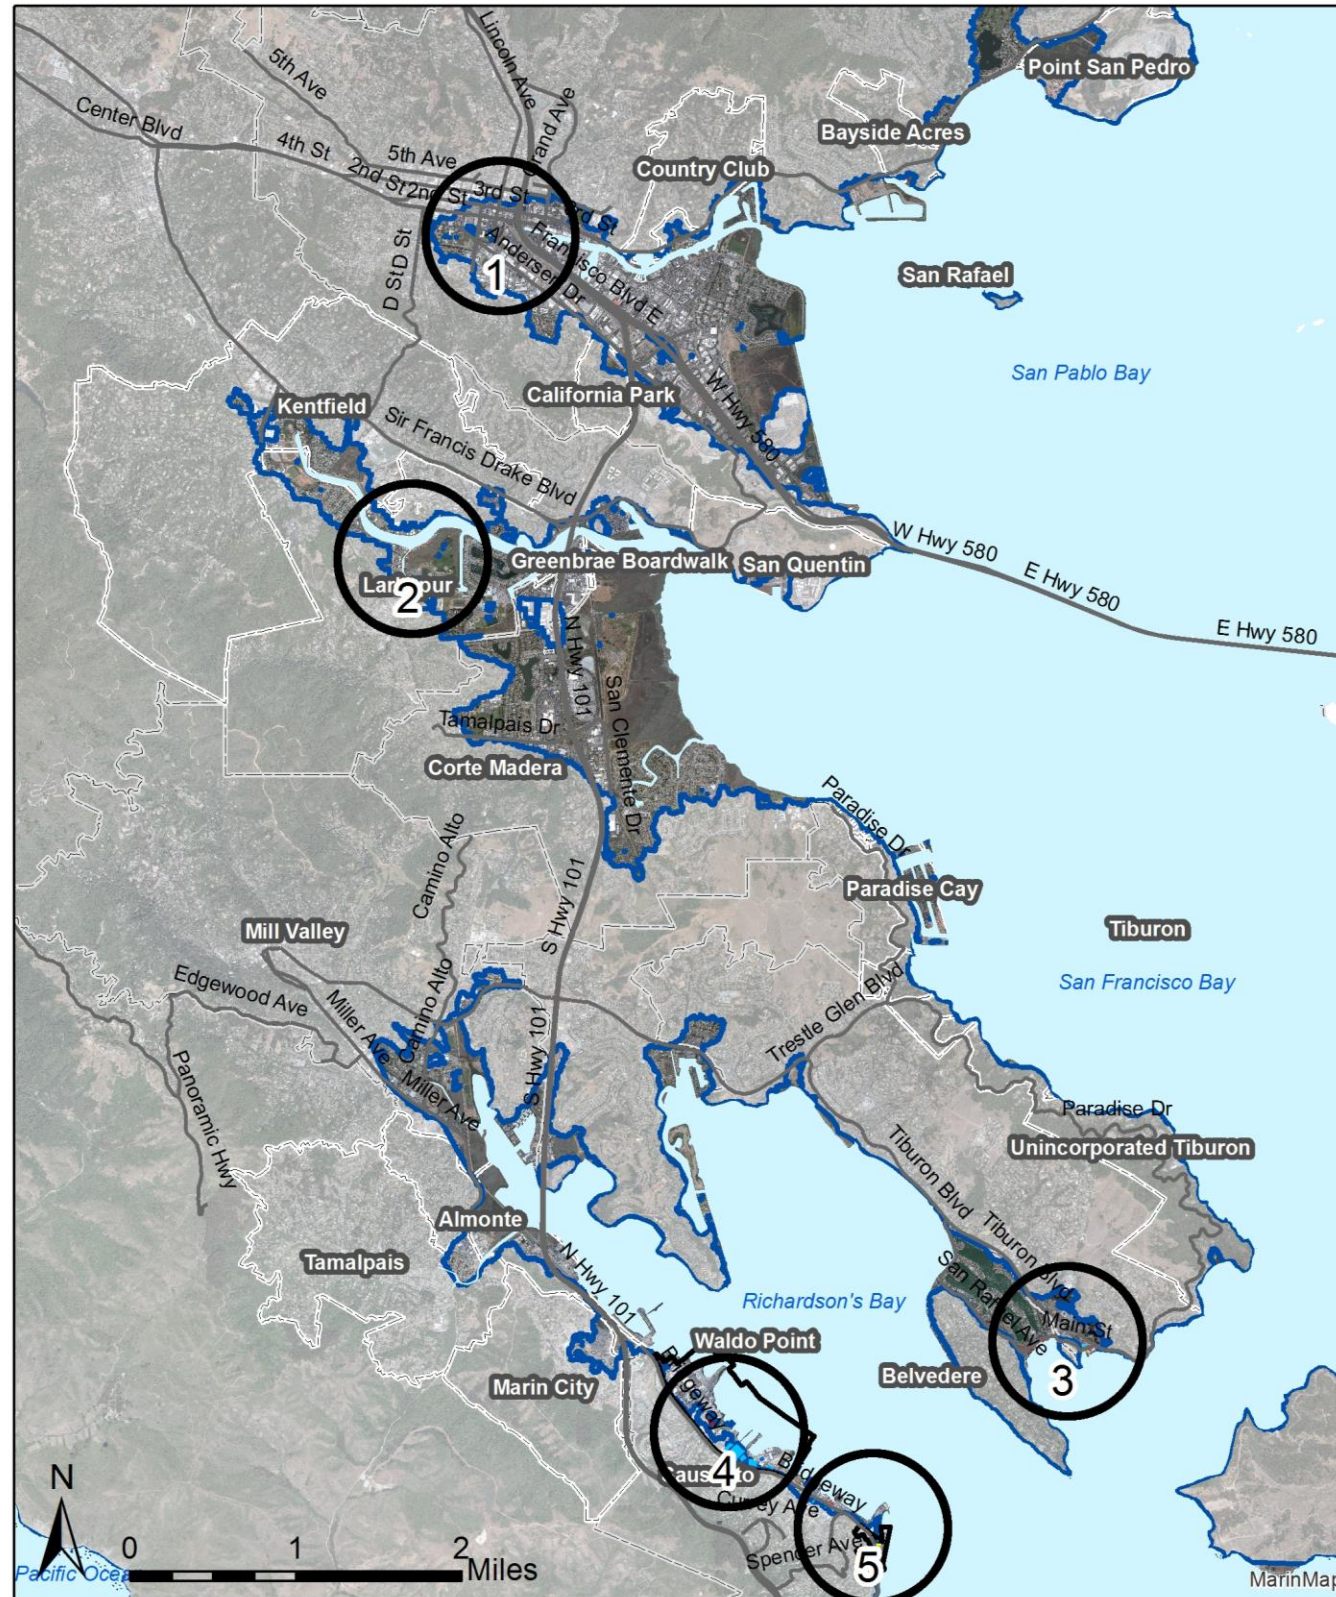 Lincoln Ave
Point San Pedro
5th Ave
Grand Ave
Center Blvd
Bayside Acres
4th St
5th Ave
Country Club
2nd St
2nd St
3rd St
3rd St
Francisco Blvd E
Andersen Dr
1
D St
D St
San Rafael
San Pablo Bay
California Park
W Hwy 580
Kentfield
Sir Francis Drake Blvd
W Hwy 580
Greenbrae Boardwalk
San Quentin
E Hwy 580
E Hwy 580
2
N Hwy 101
San Clemente Dr
Tamalpais Dr
Corte Madera
Paradise Dr
Camino Alto
S Hwy 101
Paradise Cay
Mill Valley
Tiburon
Edgewood Ave
Camino Alto
Trestle Glen Blvd
San Francisco Bay
Miller Ave
S Hwy 101
Panoramic Hwy
Miller Ave
Paradise Dr
Unincorporated Tiburon
Tiburon Blvd
Almonte
Tamalpais
N Hwy 101
Tiburon Blvd
San Rafael Ave
Richardson's Bay
Main St
Waldo Point
Belvedere
3
Marin City
Bridgeway
4
Bridgeway
N
Spencer Ave
5
0 1 2
Miles
MarinMap